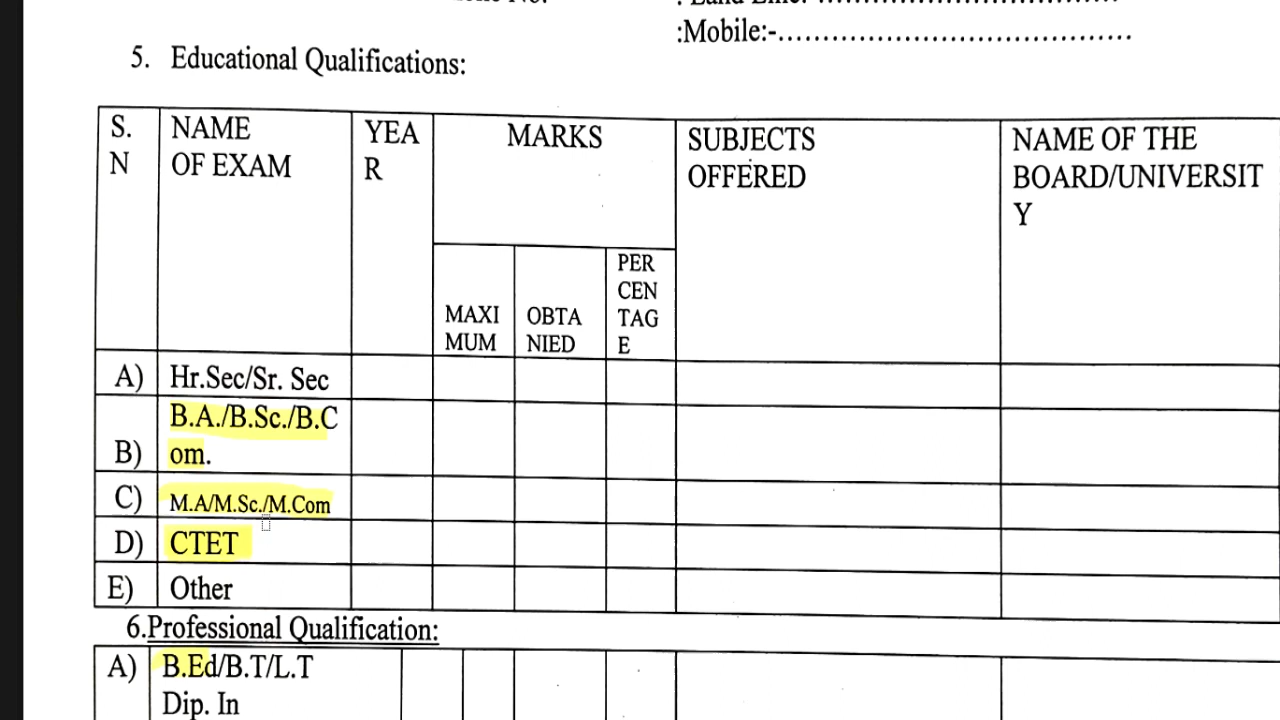 :Mobile:-....................................
5. Educational Qualifications:
S. N
NAME OF EXAM
YEA R
MARKS
SUBJECTS OFFERED
NAME OF THE BOARD/UNIVERSIT Y
MAXI MUM
OBTA NIED
PER CEN TAG E
A) Hr.Sec/Sr. Sec
B) B.A./B.Sc./B.C om.
C) M.A/M.Sc./M.Com
D) CTET
E) Other
6.Professional Qualification:
A) B.Ed/B.T/L.T
Dip. In